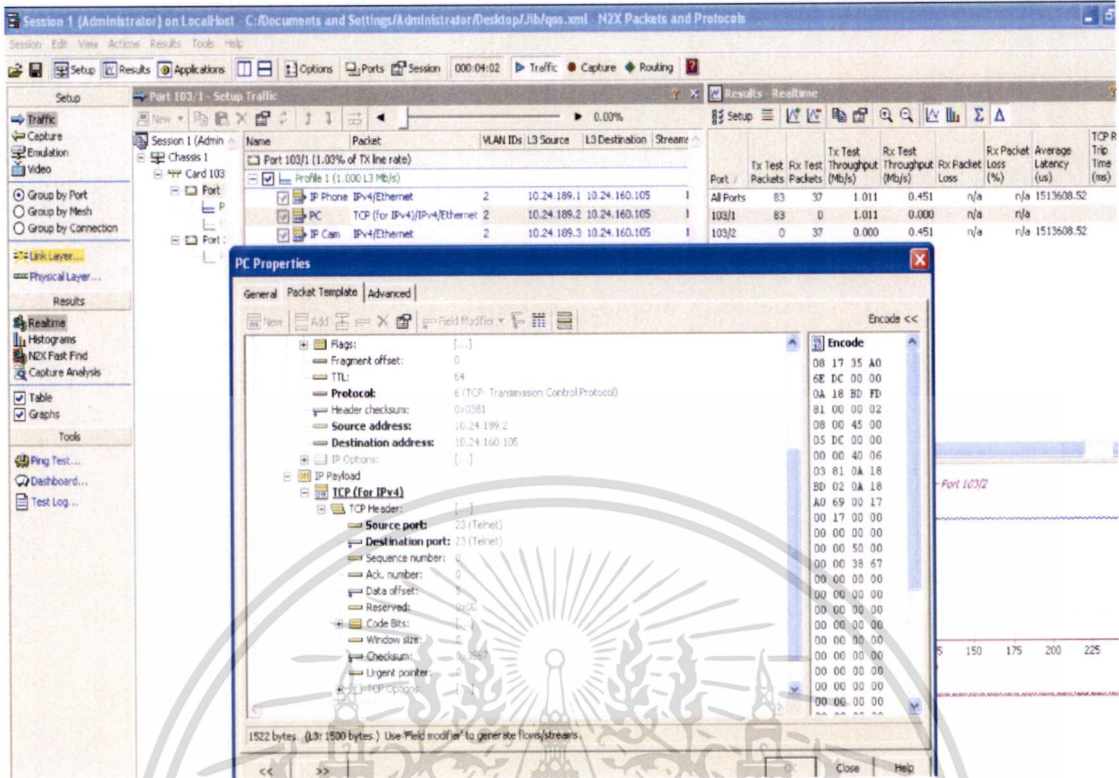 Session 1 (Administrator) on LocalHost - C:/Documents and Settings/Administrator/Desktop/Jib/qos.xml - N2X Packets and Protocols
Session Edit View Actions Results Tools Help
Setup Results Applications Options Ports Session 000:04:02 Traffic Capture Routing
Setup
Traffic
Capture
Emulation
Video
Group by Port
Group by Mesh
Group by Connection
Link Layer...
Physical Layer...
Results
Realtime
Histograms
N2X Fast Find
Capture Analysis
Table
Graphs
Tools
Ping Test...
Dashboard...
Test Log...
Port 103/1 - Setup Traffic
New 0.00%
Session 1 (Admin
Chassis 1
Card 103
Port
Port
Name Packet VLAN IDs L3 Source L3 Destination Streams
Port 103/1 (1.03% of TX line rate)
Profile 1 (1.000 L3 Mb/s)
IP Phone IPv4/Ethernet 2 10.24.189.1 10.24.160.105 1
PC TCP (for IPv4)/IPv4/Ethernet 2 10.24.189.2 10.24.160.105 1
IP Cam IPv4/Ethernet 2 10.24.189.3 10.24.160.105 1
Results - Realtime
Setup
Port Tx Test Packets Rx Test Packets Tx Test Throughput (Mb/s) Rx Test Throughput (Mb/s) Rx Packet Loss Rx Packet Loss (%) Average Latency (us) TCP R Trip Time (ms)
All Ports 83 37 1.011 0.451 n/a n/a 1513608.52
103/1 83 0 1.011 0.000 n/a n/a
103/2 0 37 0.000 0.451 n/a n/a 1513608.52
PC Properties
General Packet Template Advanced
New Add Field Modifier Encode <<
Flags: [...]
Fragment offset: 0
TTL: 64
Protocol: 6 (TCP: Transmission Control Protocol)
Header checksum: 0x0381
Source address: 10.24.189.2
Destination address: 10.24.160.105
IP Options: [...]
IP Payload
TCP (for IPv4)
TCP Header: [...]
Source port: 23 (Telnet)
Destination port: 23 (Telnet)
Sequence number: 0
Ack. number: 0
Data offset: 5
Reserved: 0x00
Code Bits: [...]
Window size: 0
Checksum: 0x3867
Urgent pointer: 0
TCP Options: [...]
Encode
08 17 35 A0
6E DC 00 00
0A 18 BD FD
81 00 00 02
08 00 45 00
05 DC 00 00
00 00 40 06
03 81 0A 18
BD 02 0A 18
A0 69 00 17
00 17 00 00
00 00 00 00
00 00 50 00
00 00 38 67
00 00 00 00
00 00 00 00
00 00 00 00
00 00 00 00
00 00 00 00
00 00 00 00
00 00 00 00
00 00 00 00
00 00 00 00
Port 103/2
150 175 200 225
1522 bytes. (L3: 1500 bytes.) Use 'Field modifier' to generate flows/streams.
<< >> Close Help